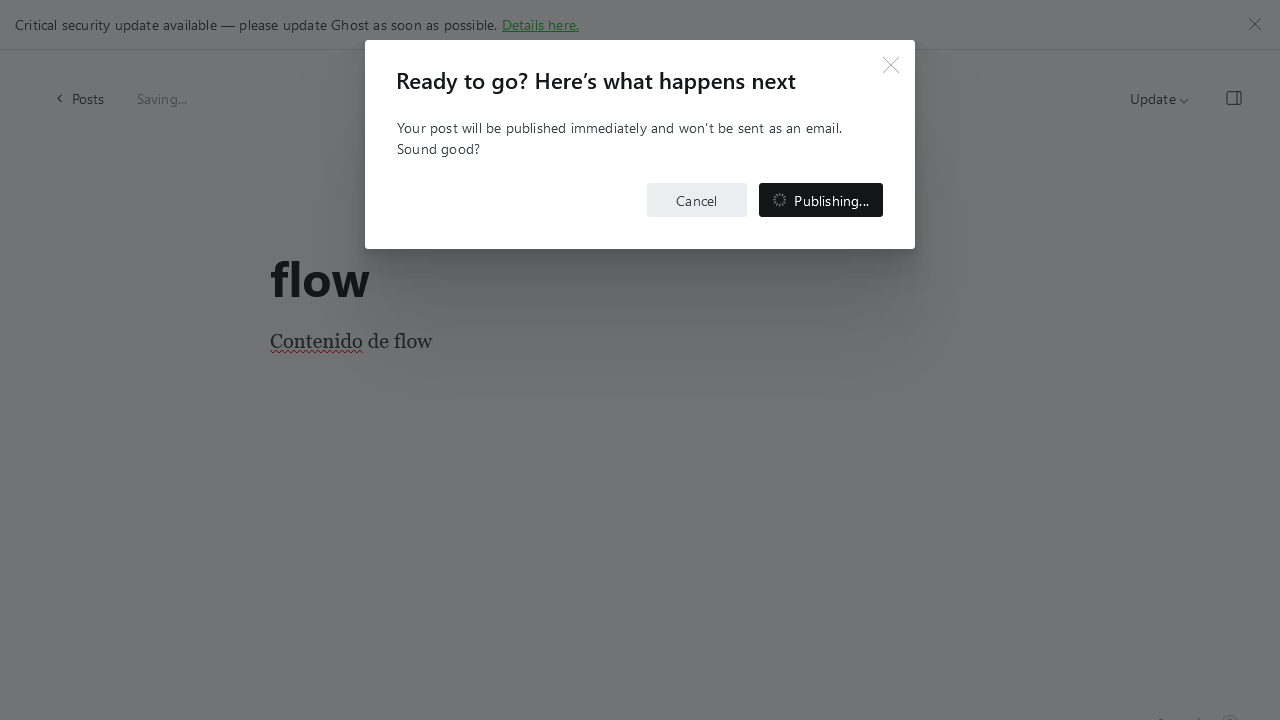 Critical security update available — please update Ghost as soon as possible. Details here.
Ready to go? Here’s what happens next
Posts
Saving...
Update
Your post will be published immediately and won't be sent as an email.
Sound good?
Cancel
Publishing...
flow
Contenido de flow